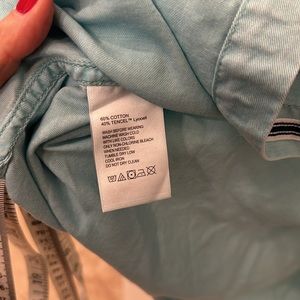 60% COTTON
40% TENCEL™ Lyocell
WASH BEFORE WEARING
MACHINE WASH COLD
WITH LIKE COLORS
ONLY NON-CHLORINE BLEACH
WHEN NEEDED
TUMBLE DRY LOW
COOL IRON
DO NOT DRY CLEAN